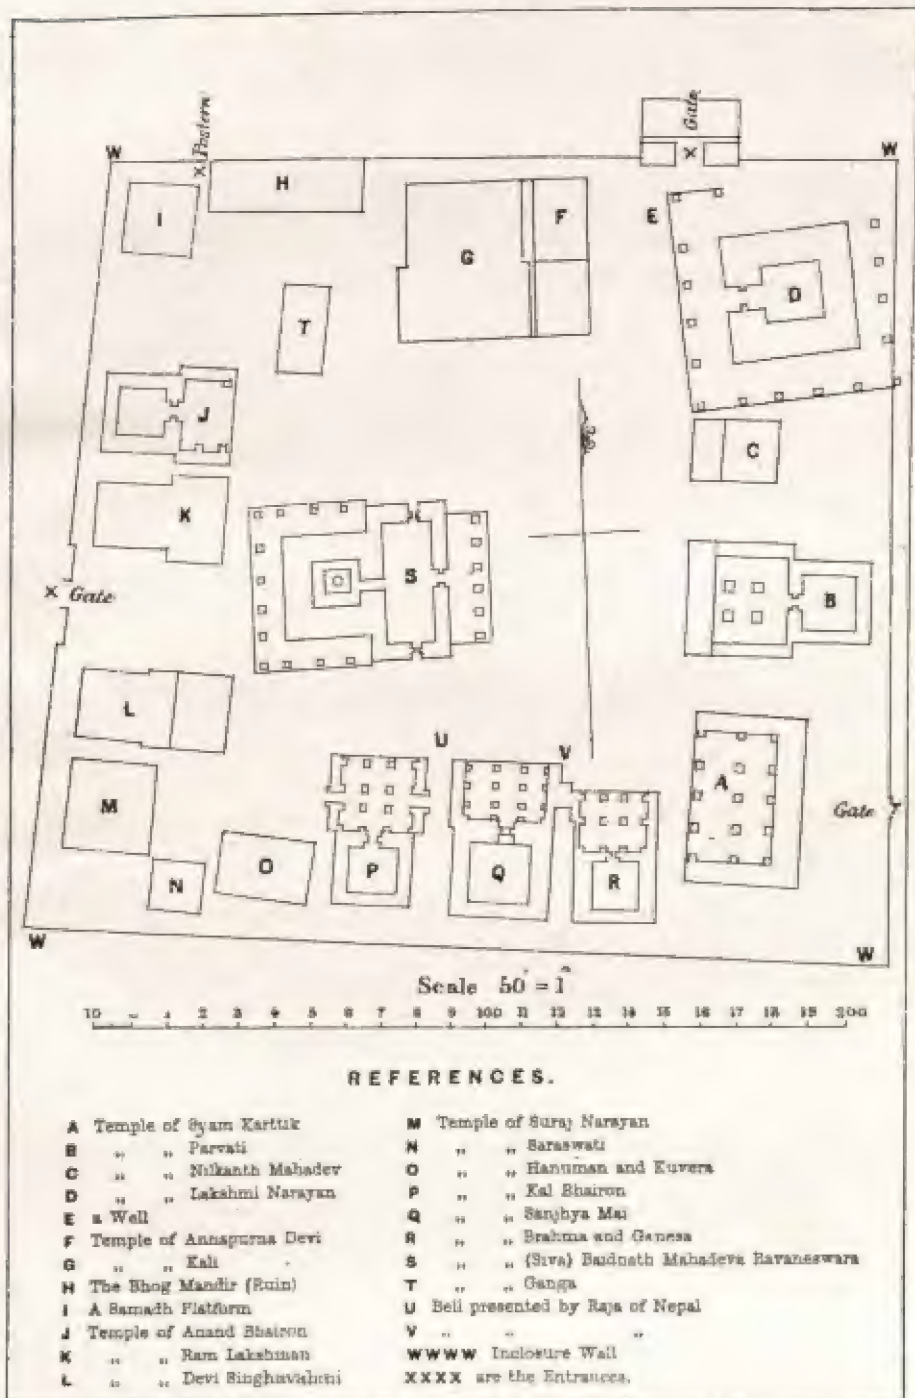 W
Postern
X
Gate
X
W
H
I
E
F
G
D
T
J
C
K
S
B
X Gate
L
U
V
A
M
Gate
O
P
Q
N
R
W
W
Scale 50' = 1"
10 1 2 3 4 5 6 7 8 9 100 11 12 13 14 15 16 17 18 19 200
REFERENCES.
A Temple of Syam Karttik
B „ „ Parvati
C „ „ Nilkanth Mahadev
D „ „ Lakshmi Narayan
E a Well
F Temple of Annapurna Devi
G „ „ Kali
H The Bhog Mandir (Ruin)
I A Samadh Platform
J Temple of Anand Bhairon
K „ „ Ram Lakshman
L „ „ Devi Singhavahini
M Temple of Suraj Narayan
N „ „ Saraswati
O „ „ Hanuman and Kuvera
P „ „ Kal Bhairon
Q „ „ Sanjhya Mai
R „ „ Brahma and Ganesa
S „ „ (Siva) Baidnath Mahadeva Ravaneswara
T „ „ Ganga
U Bell presented by Raja of Nepal
V „ „ „
WWWW Inclosure Wall
XXXX are the Entrances.